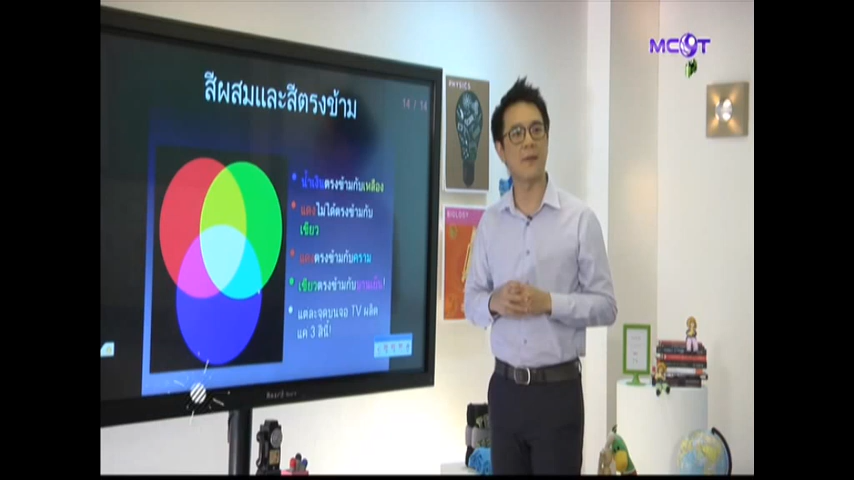 MCOT
PHYSICS
14 / 14
สีผสมและสีตรงข้าม
• น้ำเงินตรงข้ามกับเหลือง
• แดงไม่ได้ตรงข้ามกับ
เขียว
• แดงตรงข้ามกับคราม
• เขียวตรงข้ามกับบานเย็น!
• แต่ละจุดบนจอ TV ผลิต
แค่ 3 สีนี้!
BIOLOGY